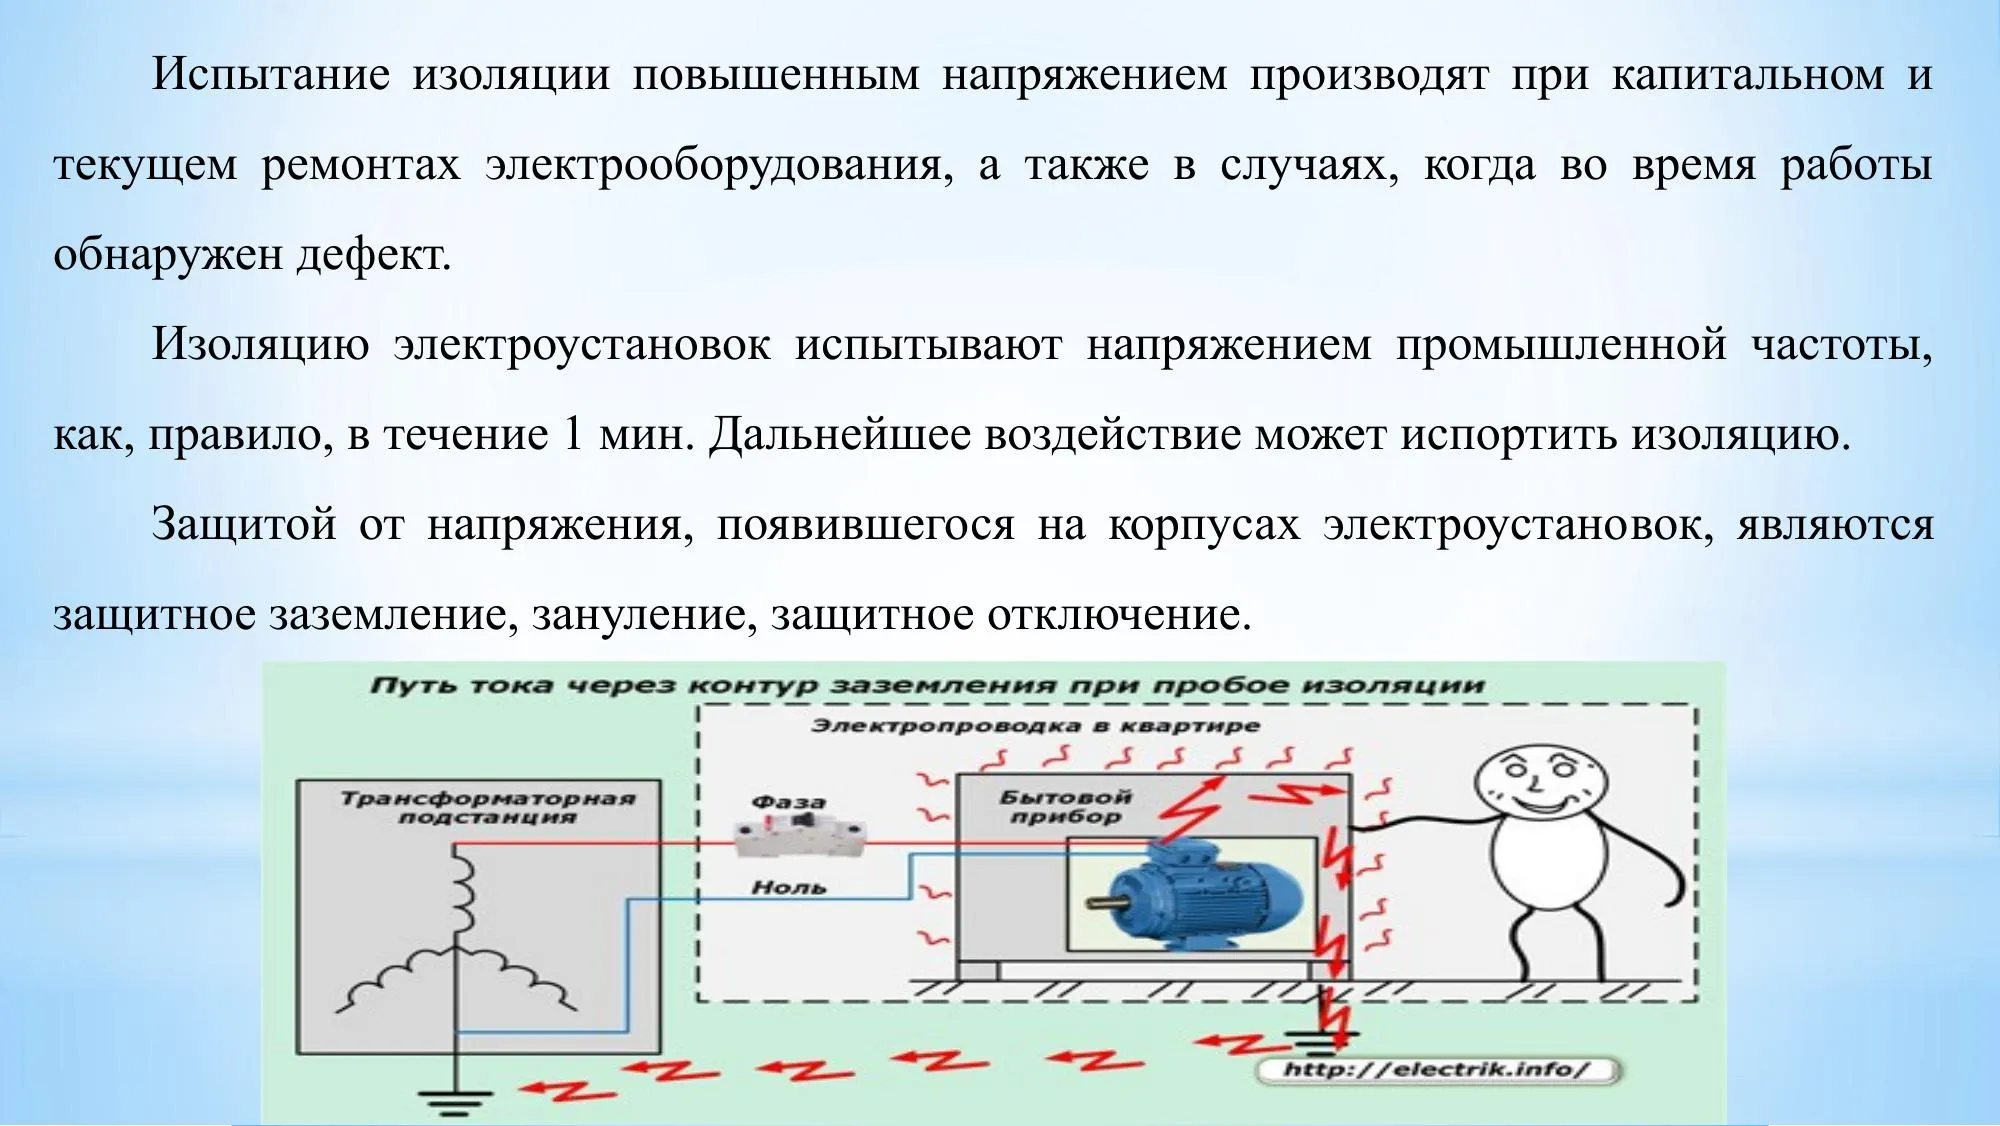 Испытание изоляции повышенным напряжением производят при капитальном и
текущем ремонтах электрооборудования, а также в случаях, когда во время работы
обнаружен дефект.
Изоляцию электроустановок испытывают напряжением промышленной частоты,
как, правило, в течение 1 мин. Дальнейшее воздействие может испортить изоляцию.
Защитой от напряжения, появившегося на корпусах электроустановок, являются
защитное заземление, зануление, защитное отключение.
Путь тока через контур заземления при пробое изоляции
Электропроводка в квартире
Трансформаторная
подстанция
Фаза
Ноль
Бытовой
прибор
http://electrik.info/